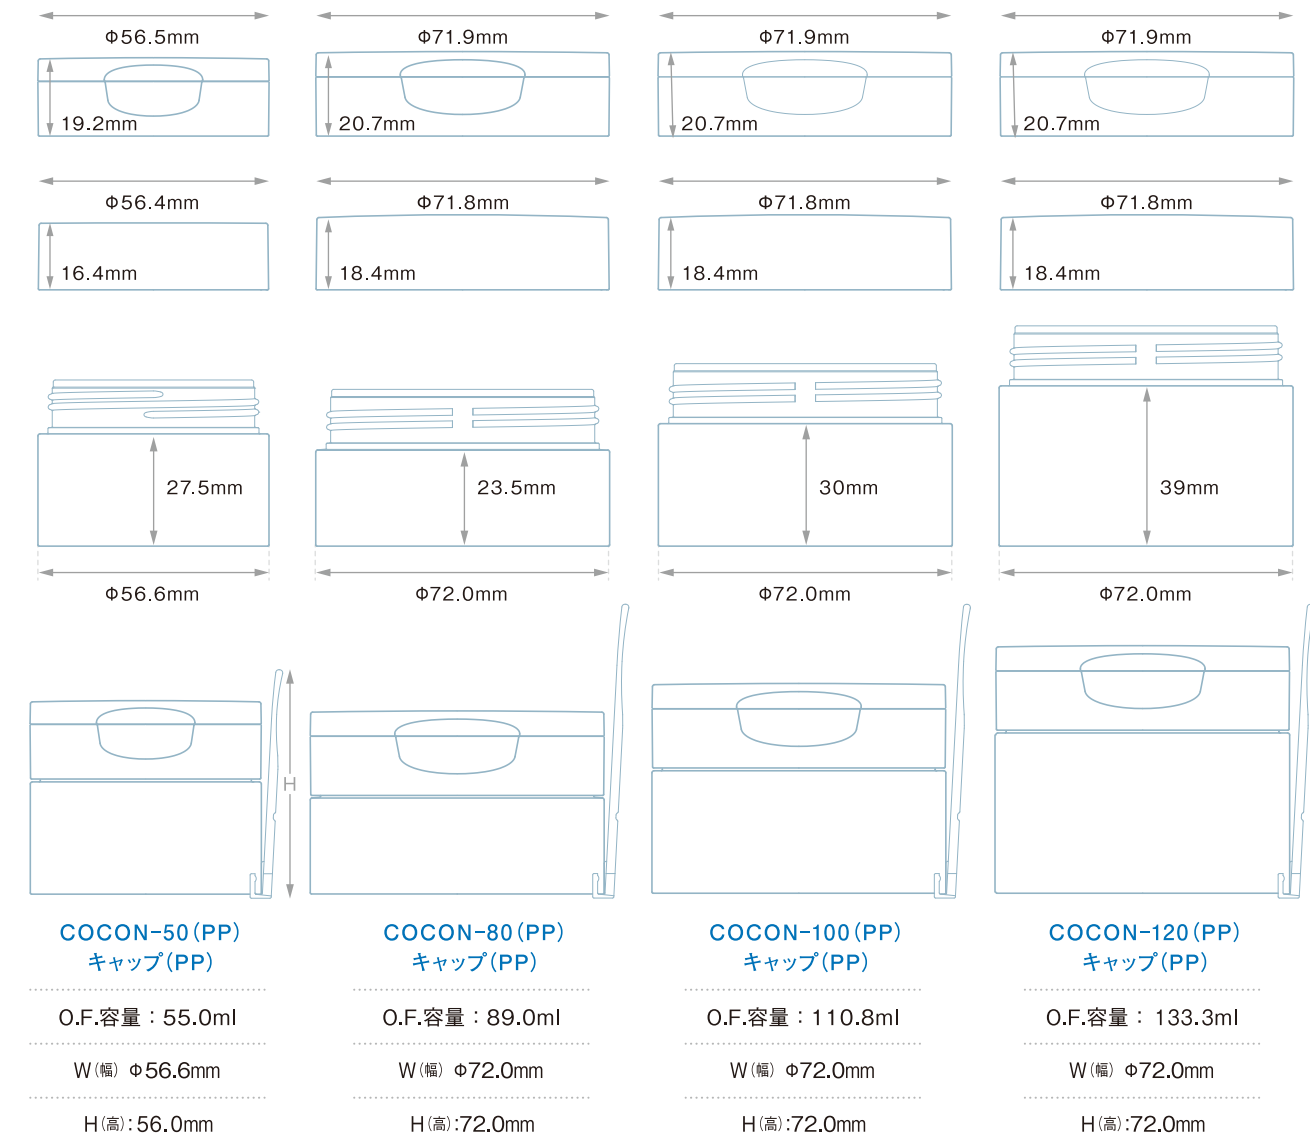 Φ56.5mm Φ71.9mm Φ71.9mm Φ71.9mm
19.2mm 20.7mm 20.7mm 20.7mm
Φ56.4mm Φ71.8mm Φ71.8mm Φ71.8mm
16.4mm 18.4mm 18.4mm 18.4mm
27.5mm 23.5mm 30mm 39mm
Φ56.6mm Φ72.0mm Φ72.0mm Φ72.0mm
H
COCON-50(PP) COCON-80(PP) COCON-100(PP) COCON-120(PP)
キャップ(PP) キャップ(PP) キャップ(PP) キャップ(PP)
O.F.容量：55.0ml O.F.容量：89.0ml O.F.容量：110.8ml O.F.容量： 133.3ml
W(幅) Φ56.6mm W(幅) Φ72.0mm W(幅) Φ72.0mm W(幅) Φ72.0mm
H(高):56.0mm H(高):72.0mm H(高):72.0mm H(高):72.0mm